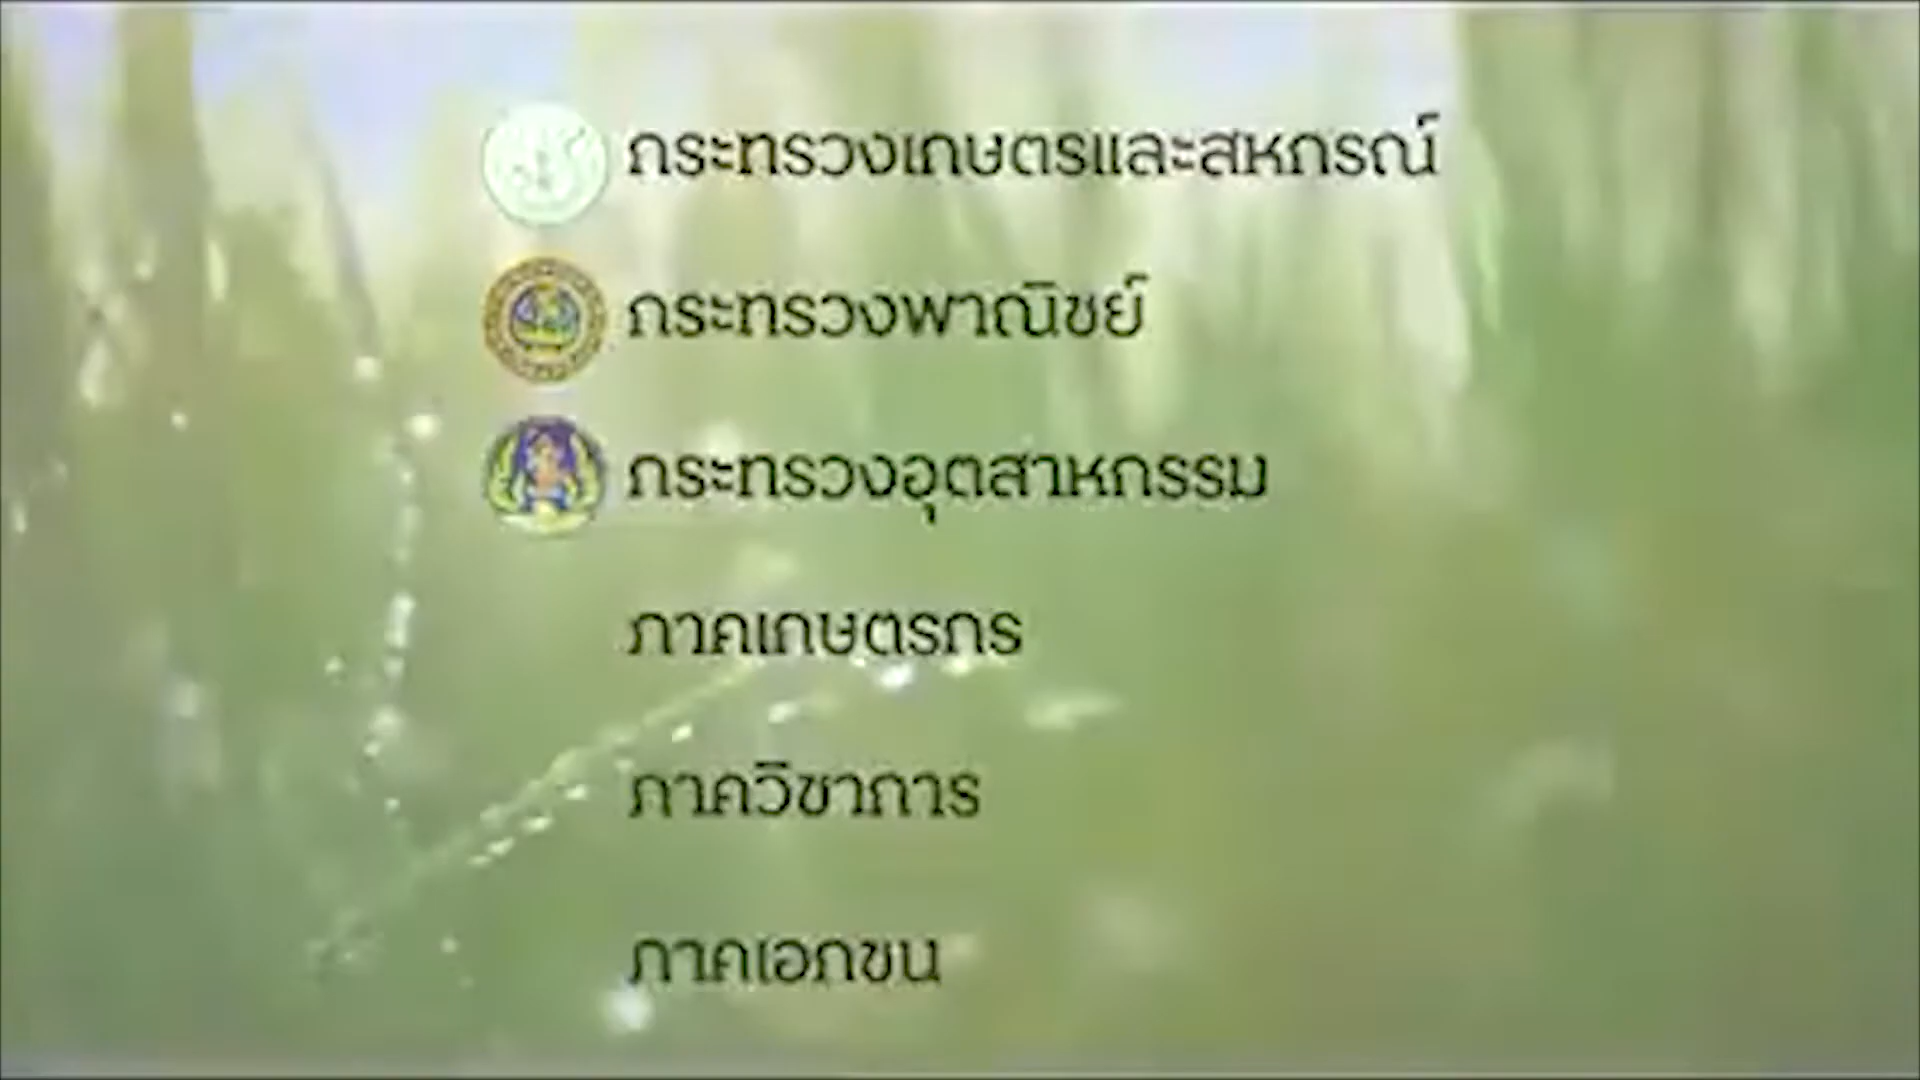 กระทรวงเกษตรและสหกรณ์
กระทรวงพาณิชย์
กระทรวงอุตสาหกรรม
ภาคเกษตรกร
ภาควิชาการ
ภาคเอกชน